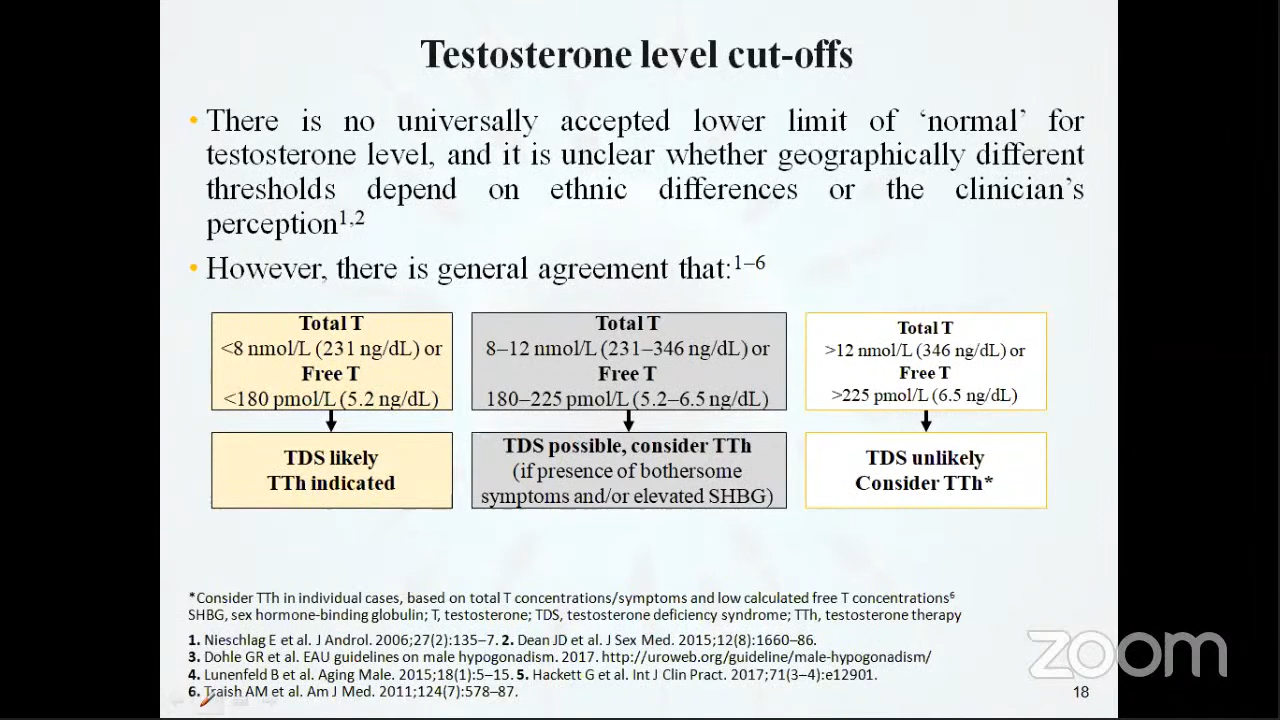 Testosterone level cut-offs
• There is no universally accepted lower limit of ‘normal’ for
testosterone level, and it is unclear whether geographically different
thresholds depend on ethnic differences or the clinician’s
perception1,2
• However, there is general agreement that:1–6
Total T
<8 nmol/L (231 ng/dL) or
Free T
<180 pmol/L (5.2 ng/dL)
TDS likely
TTh indicated
Total T
8–12 nmol/L (231–346 ng/dL) or
Free T
180–225 pmol/L (5.2–6.5 ng/dL)
TDS possible, consider TTh
(if presence of bothersome
symptoms and/or elevated SHBG)
Total T
>12 nmol/L (346 ng/dL) or
Free T
>225 pmol/L (6.5 ng/dL)
TDS unlikely
Consider TTh*
*Consider TTh in individual cases, based on total T concentrations/symptoms and low calculated free T concentrations6
SHBG, sex hormone-binding globulin; T, testosterone; TDS, testosterone deficiency syndrome; TTh, testosterone therapy
1. Nieschlag E et al. J Androl. 2006;27(2):135–7. 2. Dean JD et al. J Sex Med. 2015;12(8):1660–86.
3. Dohle GR et al. EAU guidelines on male hypogonadism. 2017. http://uroweb.org/guideline/male-hypogonadism/
4. Lunenfeld B et al. Aging Male. 2015;18(1):5–15. 5. Hackett G et al. Int J Clin Pract. 2017;71(3–4):e12901.
6. Traish AM et al. Am J Med. 2011;124(7):578–87.
zoom
18